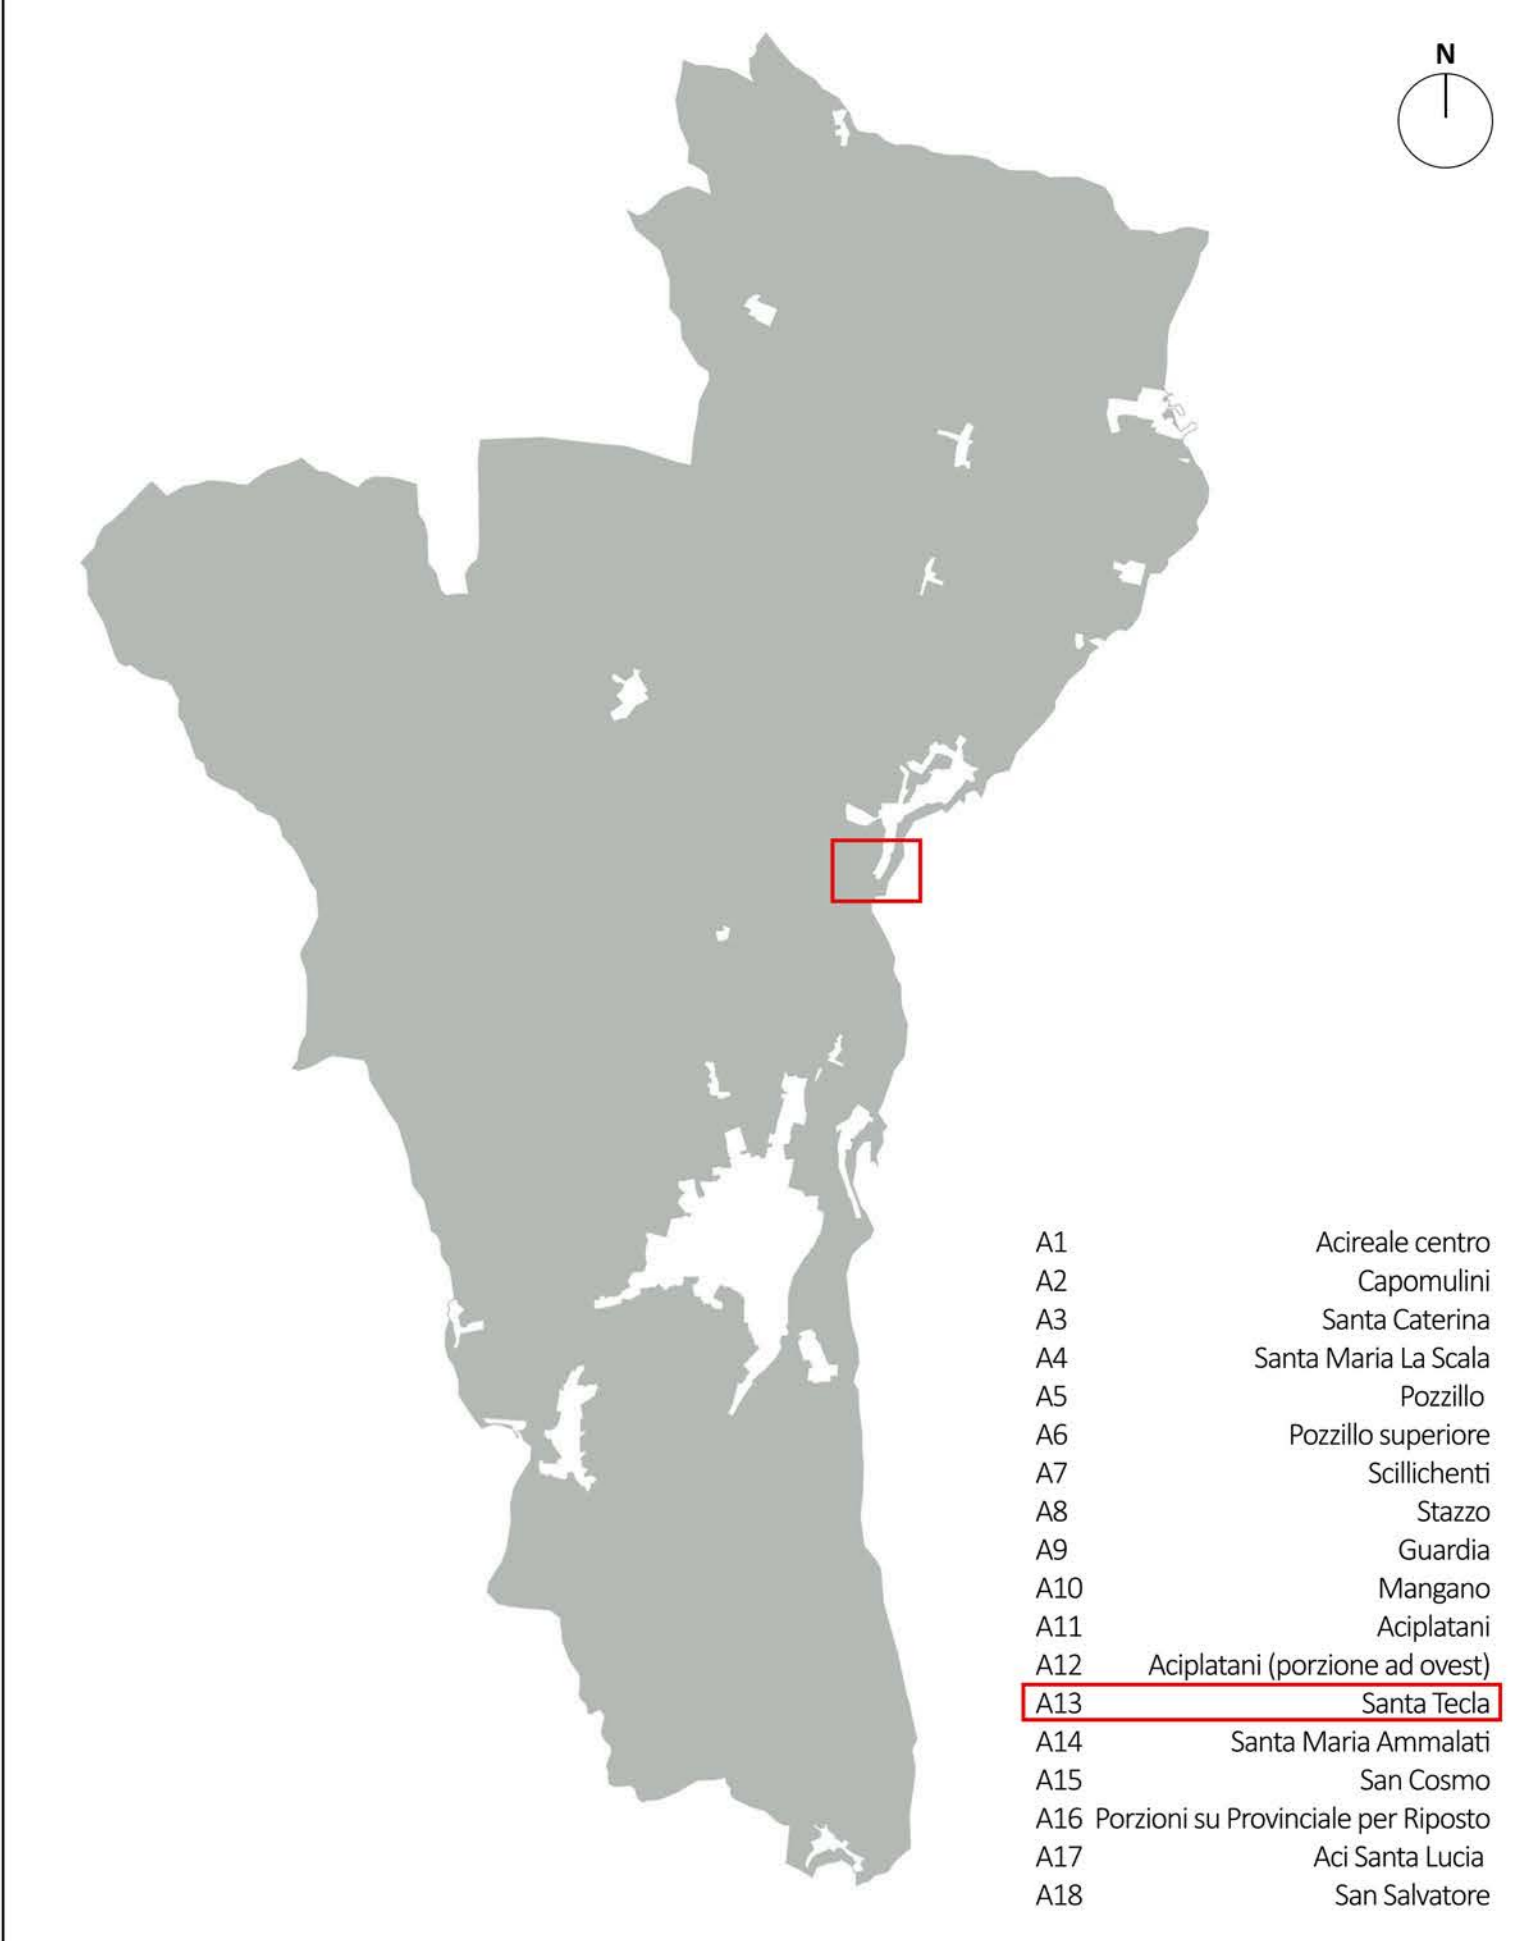 N
A1 Acireale centro
A2 Capomulini
A3 Santa Caterina
A4 Santa Maria La Scala
A5 Pozzillo
A6 Pozzillo superiore
A7 Scillichenti
A8 Stazzo
A9 Guardia
A10 Mangano
A11 Aciplatani
A12 Aciplatani (porzione ad ovest)
A13 Santa Tecla
A14 Santa Maria Ammalati
A15 San Cosmo
A16 Porzioni su Provinciale per Riposto
A17 Aci Santa Lucia
A18 San Salvatore